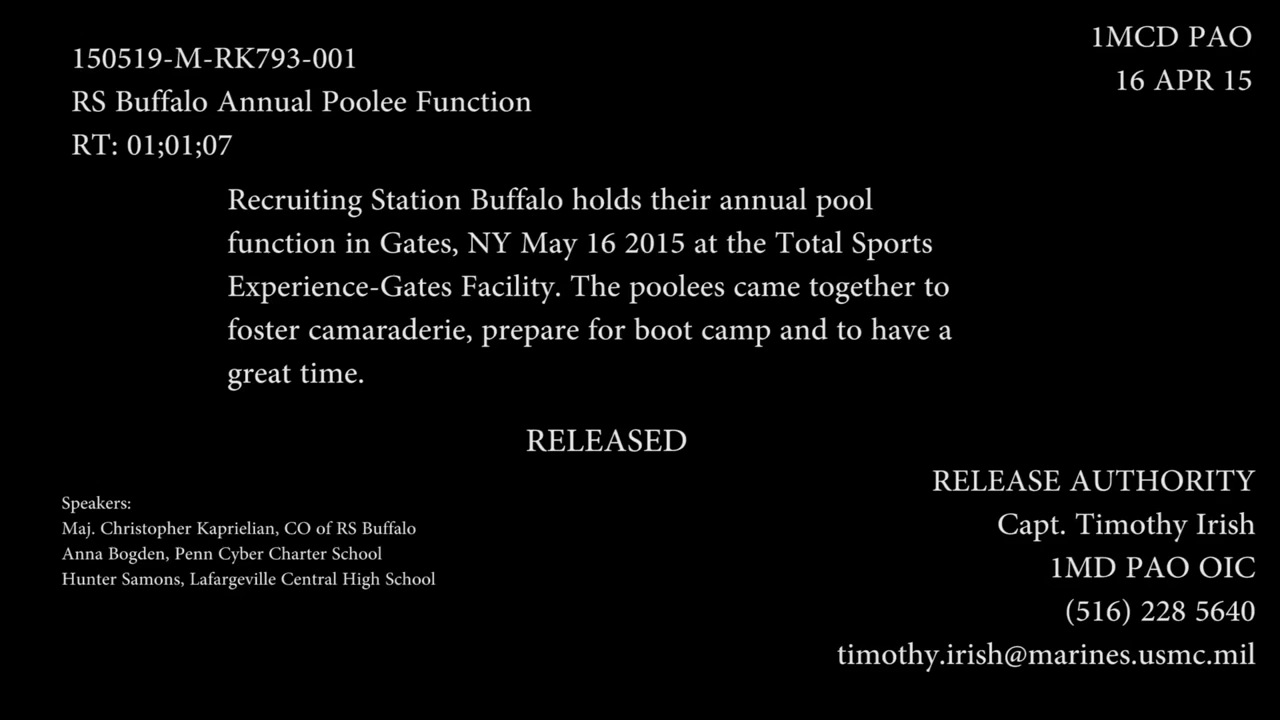 150519-M-RK793-001
RS Buffalo Annual Poolee Function
RT: 01;01;07
1MCD PAO
16 APR 15
Recruiting Station Buffalo holds their annual pool
function in Gates, NY May 16 2015 at the Total Sports
Experience-Gates Facility. The poolees came together to
foster camaraderie, prepare for boot camp and to have a
great time.
RELEASED
Speakers:
Maj. Christopher Kaprielian, CO of RS Buffalo
Anna Bogden, Penn Cyber Charter School
Hunter Samons, Lafargeville Central High School
RELEASE AUTHORITY
Capt. Timothy Irish
1MD PAO OIC
(516) 228 5640
timothy.irish@marines.usmc.mil